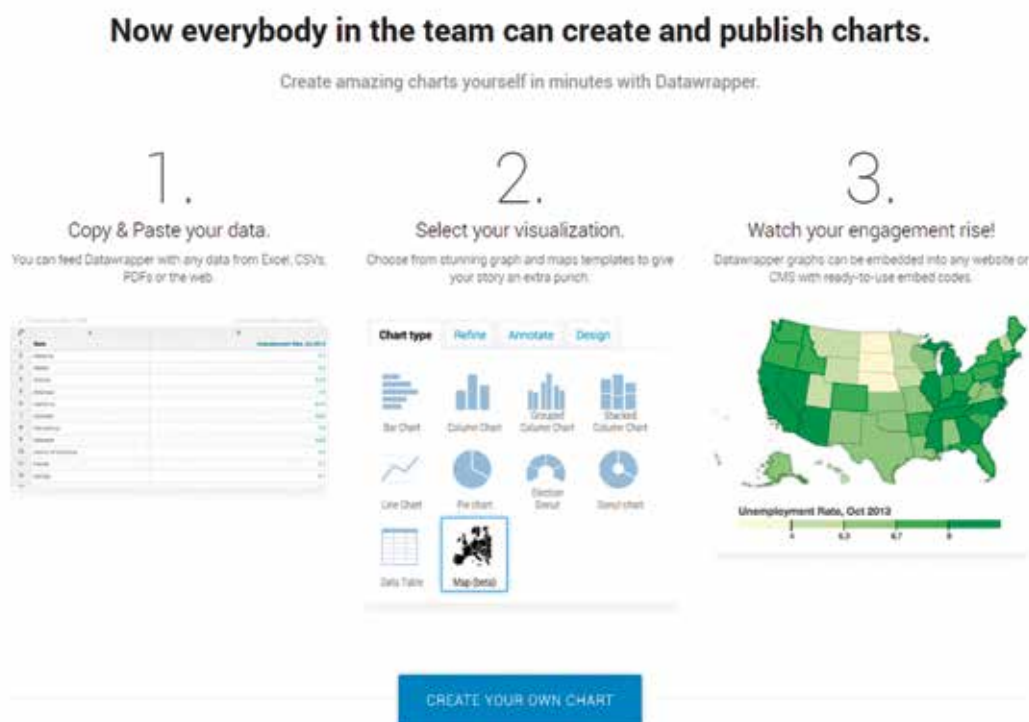 Now everybody in the team can create and publish charts.
Create amazing charts yourself in minutes with Datawrapper.
1.
Copy & Paste your data.
You can feed Datawrapper with any data from Excel, CSVs,
PDFs or the web.
2.
Select your visualization.
Choose from stunning graph and maps templates to give
your story an extra punch.
Chart type
Refine
Annotate
Design
Bar Chart
Column Chart
Grouped
Column Chart
Stacked
Column Chart
Line Chart
Pie chart
Election
Donut
Donut chart
Data Table
Map (beta)
3.
Watch your engagement rise!
Datawrapper graphs can be embedded into any website or
CMS with ready-to-use embed codes.
Unemployment Rate, Oct 2013
CREATE YOUR OWN CHART